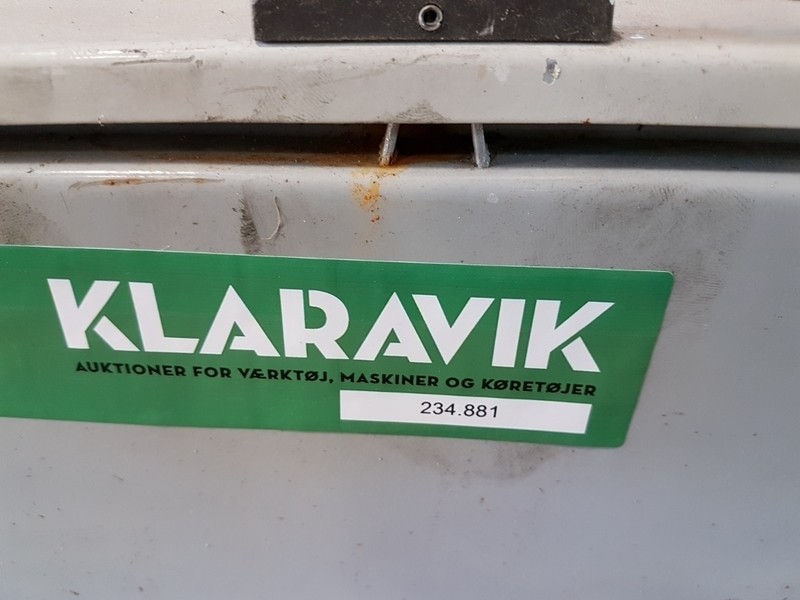 KLARAVIK
AUKTIONER FOR VÆRKTØJ, MASKINER OG KØRETØJER
234.881